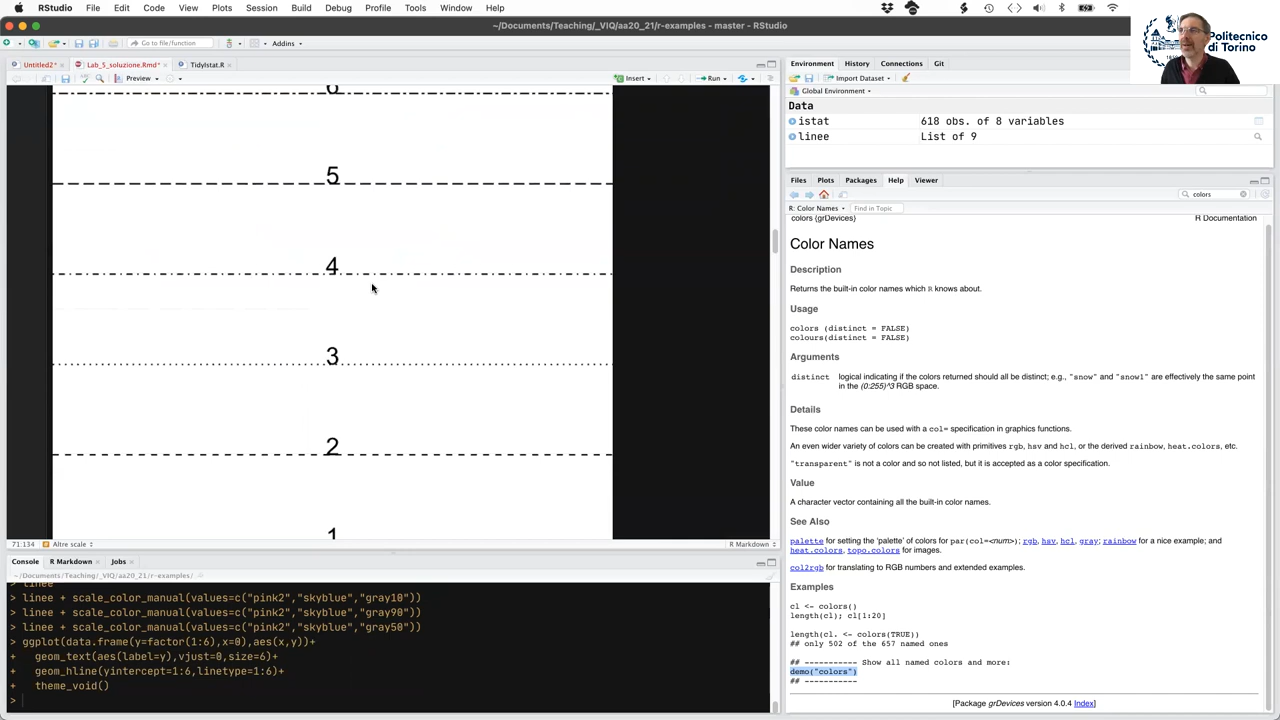 RStudio File Edit Code View Plots Session Build Debug Profile Tools Window Help
~/Documents/Teaching/_VIQ/aa20_21/r-examples - master - RStudio
Go to file/function Addins
Untitled2* Lab_5_soluzione.Rmd* TidyIstat.R
Preview Insert Run
6
5
4
3
2
1
71:134 Altre scale R Markdown
Console R Markdown Jobs
~/Documents/Teaching/_VIQ/aa20_21/r-examples/
> linee
> linee + scale_color_manual(values=c("pink2","skyblue","gray10"))
> linee + scale_color_manual(values=c("pink2","skyblue","gray90"))
> linee + scale_color_manual(values=c("pink2","skyblue","gray50"))
> ggplot(data.frame(y=factor(1:6),x=0),aes(x,y))+
+ geom_text(aes(label=y),vjust=0,size=6)+
+ geom_hline(yintercept=1:6,linetype=1:6)+
+ theme_void()
>
Politecnico
di Torino
Environment History Connections Git
Import Dataset
Global Environment
Data
istat 618 obs. of 8 variables
linee List of 9
Files Plots Packages Help Viewer
colors
R: Color Names Find in Topic
colors {grDevices} R Documentation
Color Names
Description
Returns the built-in color names which R knows about.
Usage
colors (distinct = FALSE)
colours(distinct = FALSE)
Arguments
distinct logical indicating if the colors returned should all be distinct; e.g., "snow" and "snow1" are effectively the same point
in the (0:255)^3 RGB space.
Details
These color names can be used with a col= specification in graphics functions.
An even wider variety of colors can be created with primitives rgb, hsv and hcl, or the derived rainbow, heat.colors, etc.
"transparent" is not a color and so not listed, but it is accepted as a color specification.
Value
A character vector containing all the built-in color names.
See Also
palette for setting the ‘palette’ of colors for par(col=<num>); rgb, hsv, hcl, gray; rainbow for a nice example; and
heat.colors, topo.colors for images.
col2rgb for translating to RGB numbers and extended examples.
Examples
cl <- colors()
length(cl); cl[1:20]
length(cl. <- colors(TRUE))
## only 502 of the 657 named ones
## ----------- Show all named colors and more:
demo("colors")
## -----------
[Package grDevices version 4.0.4 Index]